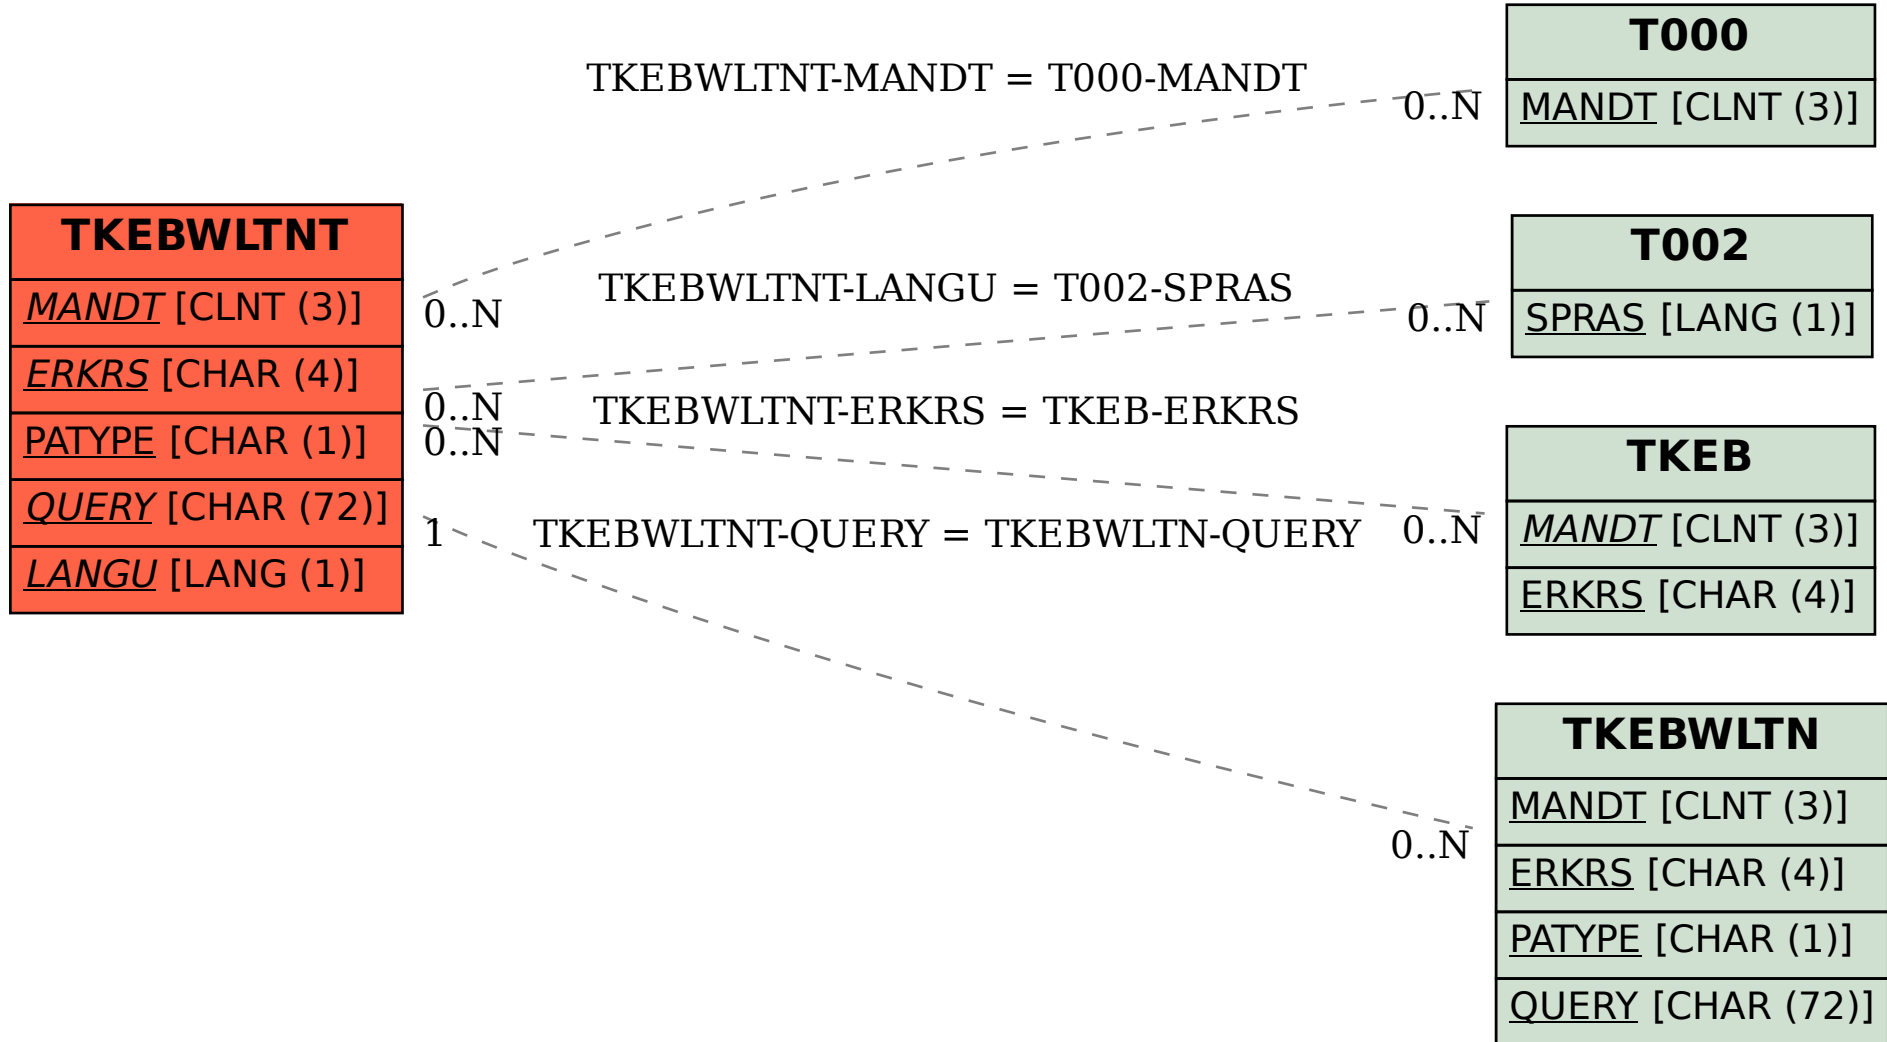 TKEBWLTNT
MANDT [CLNT (3)]
ERKRS [CHAR (4)]
PATYPE [CHAR (1)]
QUERY [CHAR (72)]
LANGU [LANG (1)]
TKEBWLTNT-MANDT = T000-MANDT
0..N
0..N
TKEBWLTNT-LANGU = T002-SPRAS
0..N
0..N
TKEBWLTNT-ERKRS = TKEB-ERKRS
0..N
0..N
TKEBWLTNT-QUERY = TKEBWLTN-QUERY
1
0..N
T000
MANDT [CLNT (3)]
T002
SPRAS [LANG (1)]
TKEB
MANDT [CLNT (3)]
ERKRS [CHAR (4)]
TKEBWLTN
MANDT [CLNT (3)]
ERKRS [CHAR (4)]
PATYPE [CHAR (1)]
QUERY [CHAR (72)]